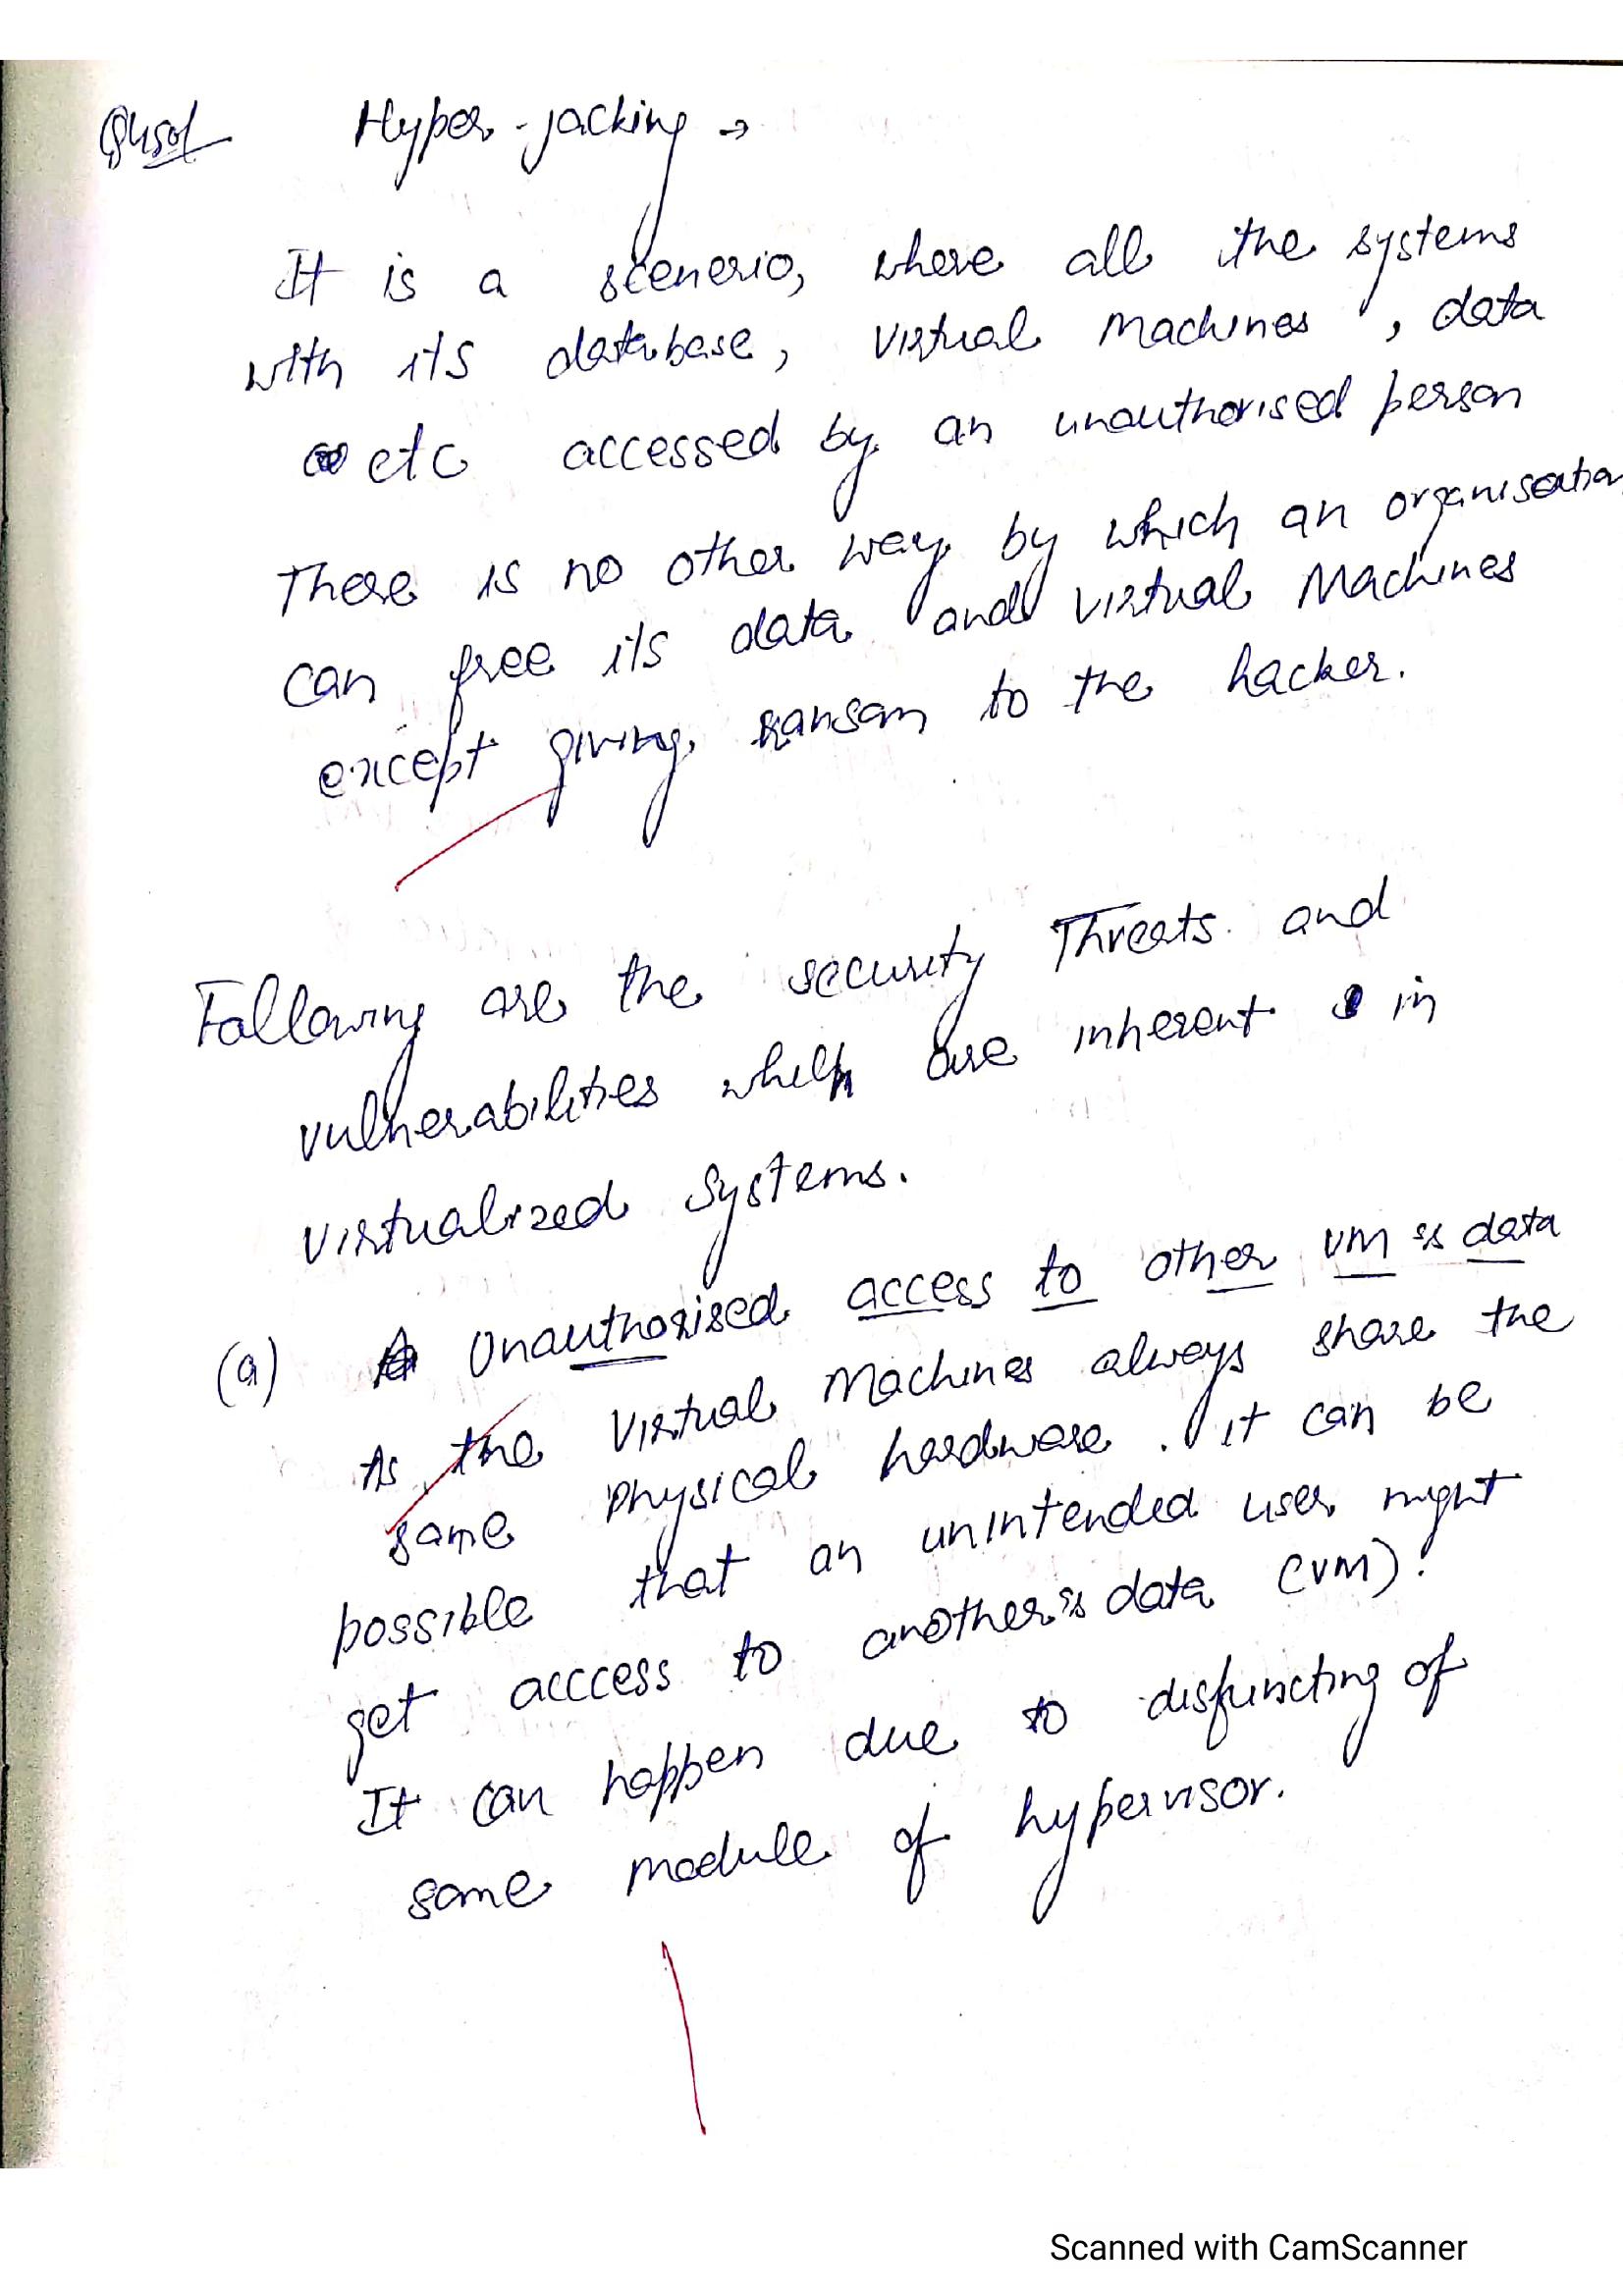 Q4sol Hyper-jacking →
It is a scenerio, where all the systems
with its database, virtual Machines, data
etc accessed by an unauthorised person
There is no other way by which an organisation
can free its data and virtual Machines
except giving ransom to the hacker.
Following are the security Threats and
vulnerabilities which are inherent in
virtualized Systems.
(a) Unauthorised access to other VM's data
As the Virtual Machines always share the
same physical hardware. it can be
possible that an unintended user might
get acccess to another's data (VM).
It can happen due to disfuncting of
some module of hypervisor.
Scanned with CamScanner